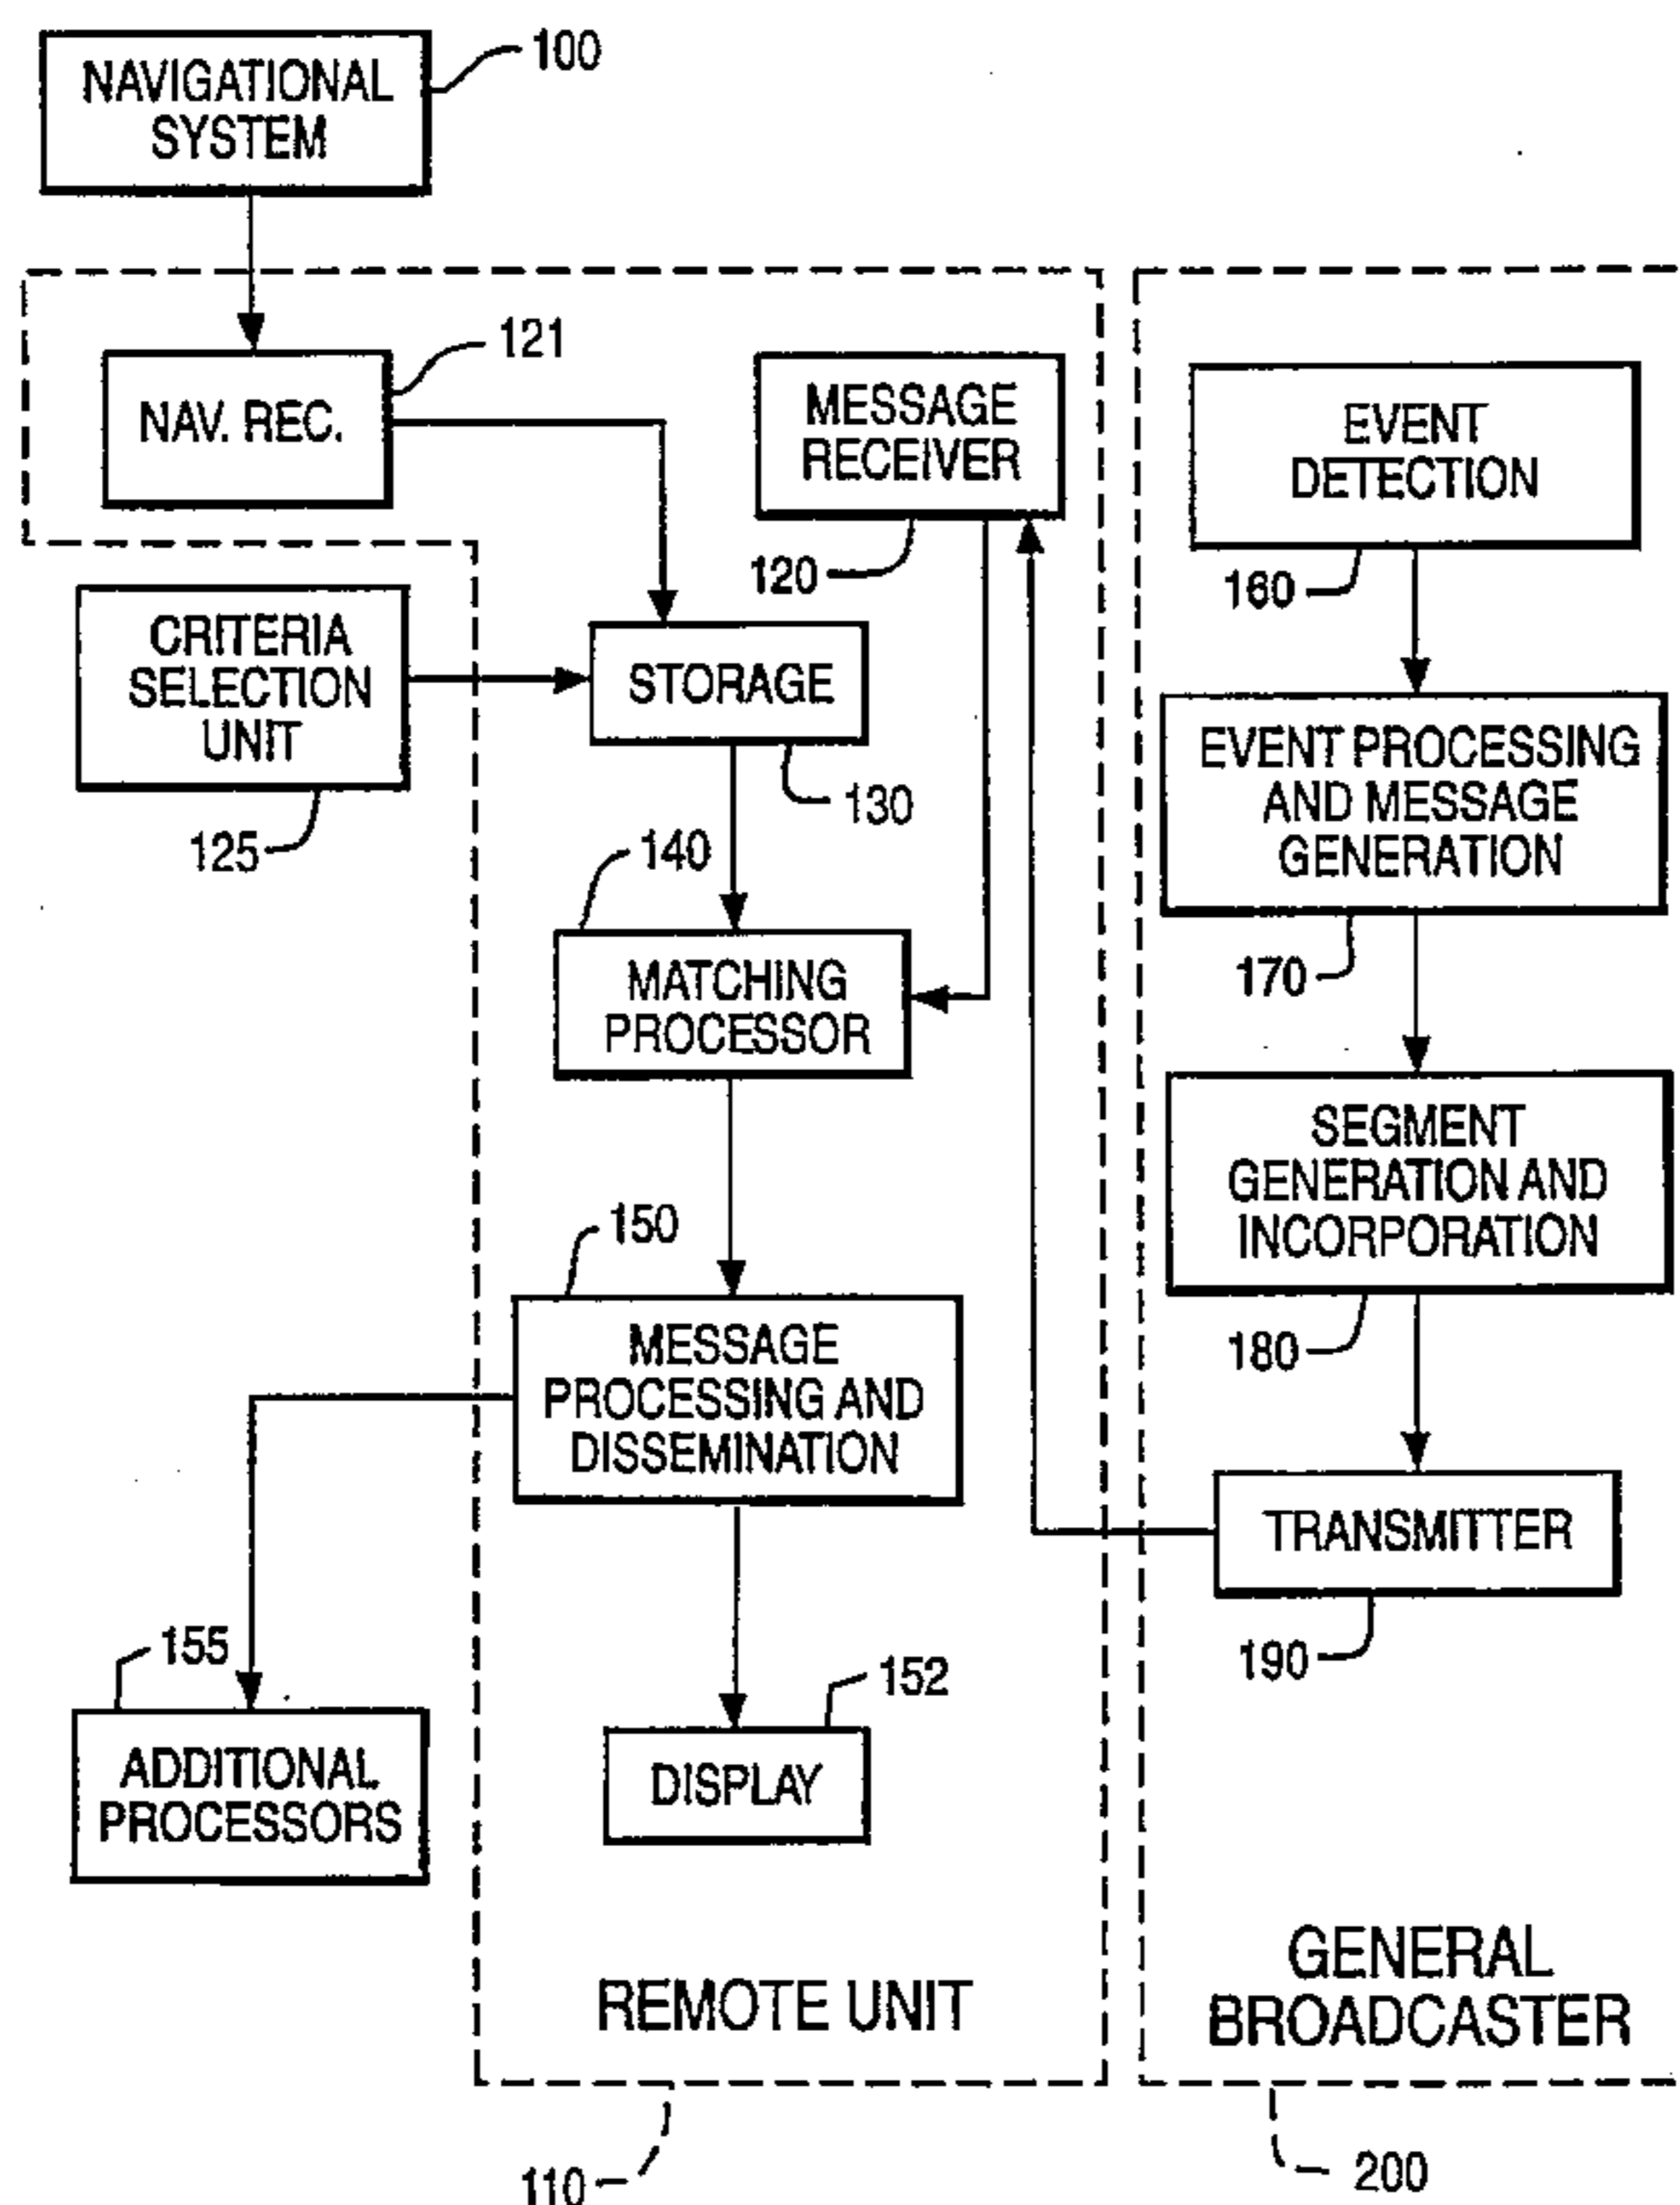 NAVIGATIONAL
SYSTEM
100
NAV. REC.
121
MESSAGE
RECEIVER
120
EVENT
DETECTION
160
CRITERIA
SELECTION
UNIT
125
STORAGE
130
EVENT PROCESSING
AND MESSAGE
GENERATION
170
140
MATCHING
PROCESSOR
SEGMENT
GENERATION AND
INCORPORATION
180
150
MESSAGE
PROCESSING AND
DISSEMINATION
TRANSMITTER
190
155
ADDITIONAL
PROCESSORS
152
DISPLAY
REMOTE UNIT
110
GENERAL
BROADCASTER
200